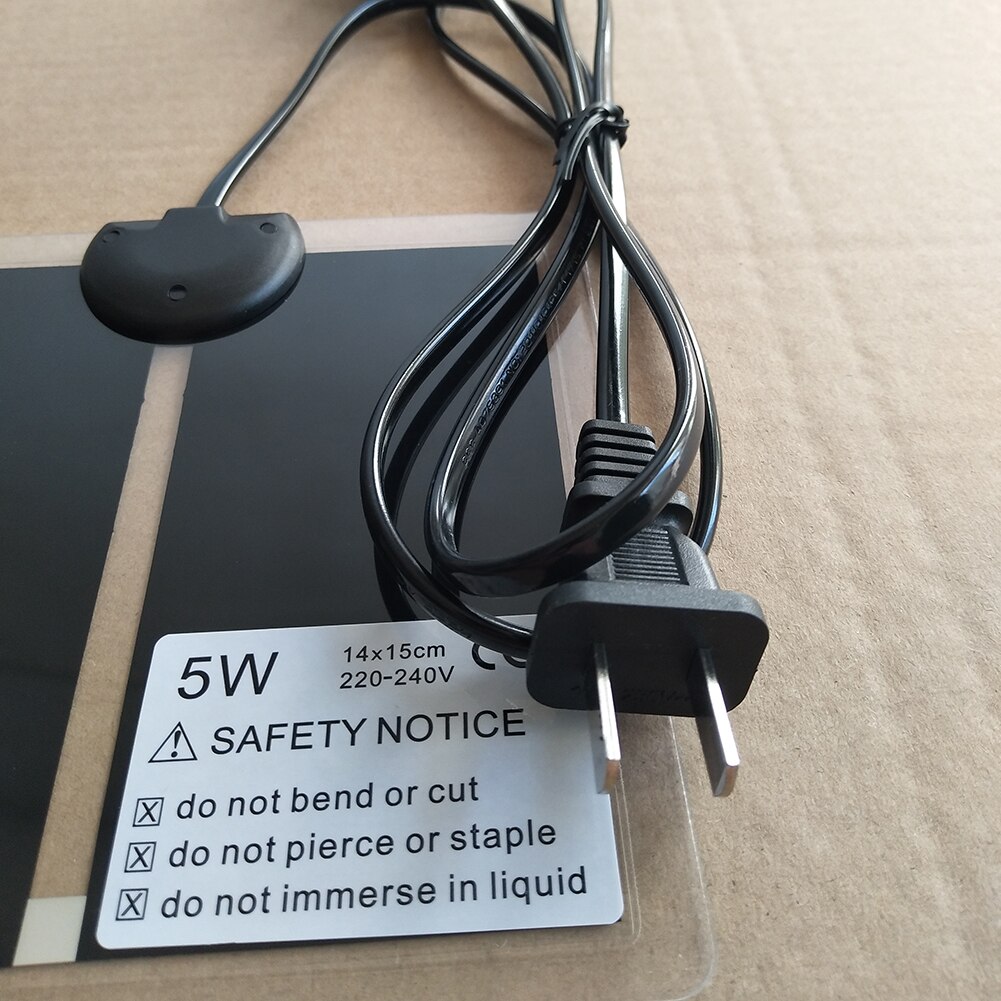 5W
14x15cm
220-240V
CE
SAFETY NOTICE
do not bend or cut
do not pierce or staple
do not immerse in liquid